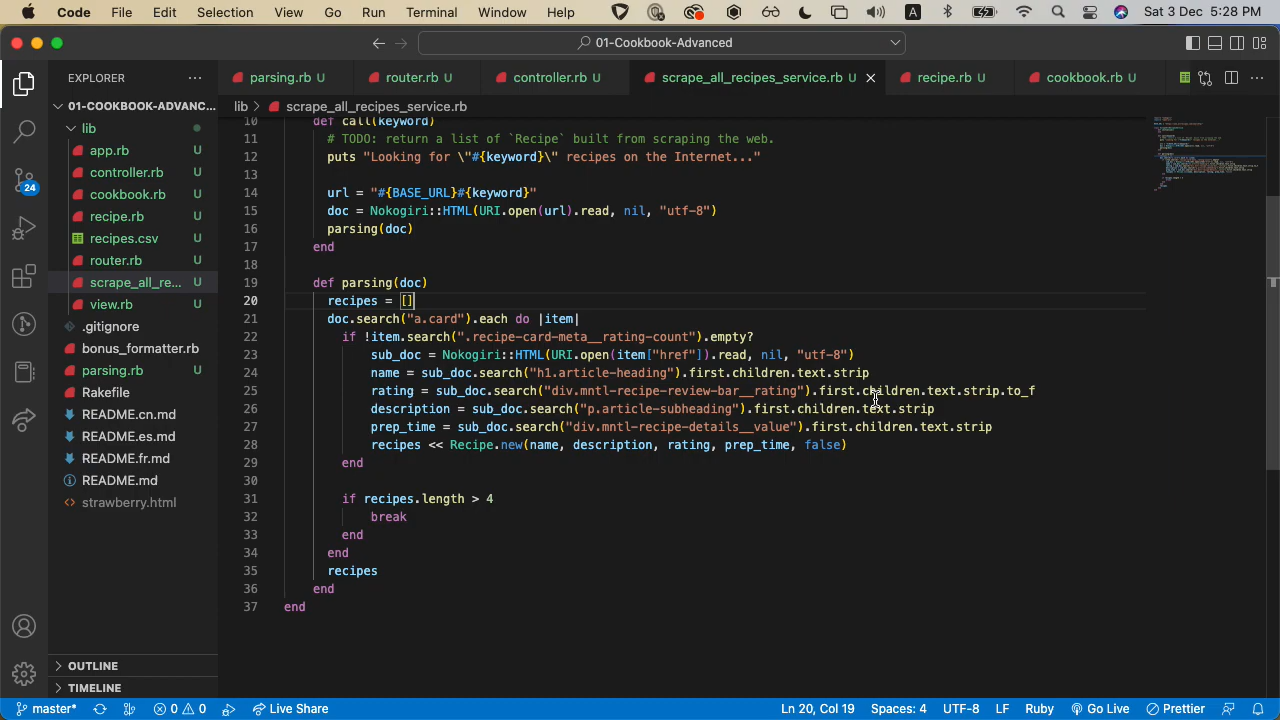 Code File Edit Selection View Go Run Terminal Window Help A Sat 3 Dec 5:28 PM
01-Cookbook-Advanced
EXPLORER
parsing.rb U router.rb U controller.rb U scrape_all_recipes_service.rb U recipe.rb U cookbook.rb U
01-COOKBOOK-ADVANC...
lib > scrape_all_recipes_service.rb
lib
app.rb U
controller.rb U
cookbook.rb U
recipe.rb U
recipes.csv U
router.rb U
scrape_all_re... U
view.rb U
.gitignore
bonus_formatter.rb
parsing.rb U
Rakefile
README.cn.md
README.es.md
README.fr.md
README.md
strawberry.html
OUTLINE
TIMELINE
24
10 def call(keyword)
11 # TODO: return a list of `Recipe` built from scraping the web.
12 puts "Looking for \"#{keyword}\" recipes on the Internet..."
13
14 url = "#{BASE_URL}#{keyword}"
15 doc = Nokogiri::HTML(URI.open(url).read, nil, "utf-8")
16 parsing(doc)
17 end
18
19 def parsing(doc)
20 recipes = []
21 doc.search("a.card").each do |item|
22 if !item.search(".recipe-card-meta__rating-count").empty?
23 sub_doc = Nokogiri::HTML(URI.open(item["href"]).read, nil, "utf-8")
24 name = sub_doc.search("h1.article-heading").first.children.text.strip
25 rating = sub_doc.search("div.mntl-recipe-review-bar__rating").first.children.text.strip.to_f
26 description = sub_doc.search("p.article-subheading").first.children.text.strip
27 prep_time = sub_doc.search("div.mntl-recipe-details__value").first.children.text.strip
28 recipes << Recipe.new(name, description, rating, prep_time, false)
29 end
30
31 if recipes.length > 4
32 break
33 end
34 end
35 recipes
36 end
37 end
master* 0 0 Live Share Ln 20, Col 19 Spaces: 4 UTF-8 LF Ruby Go Live Prettier